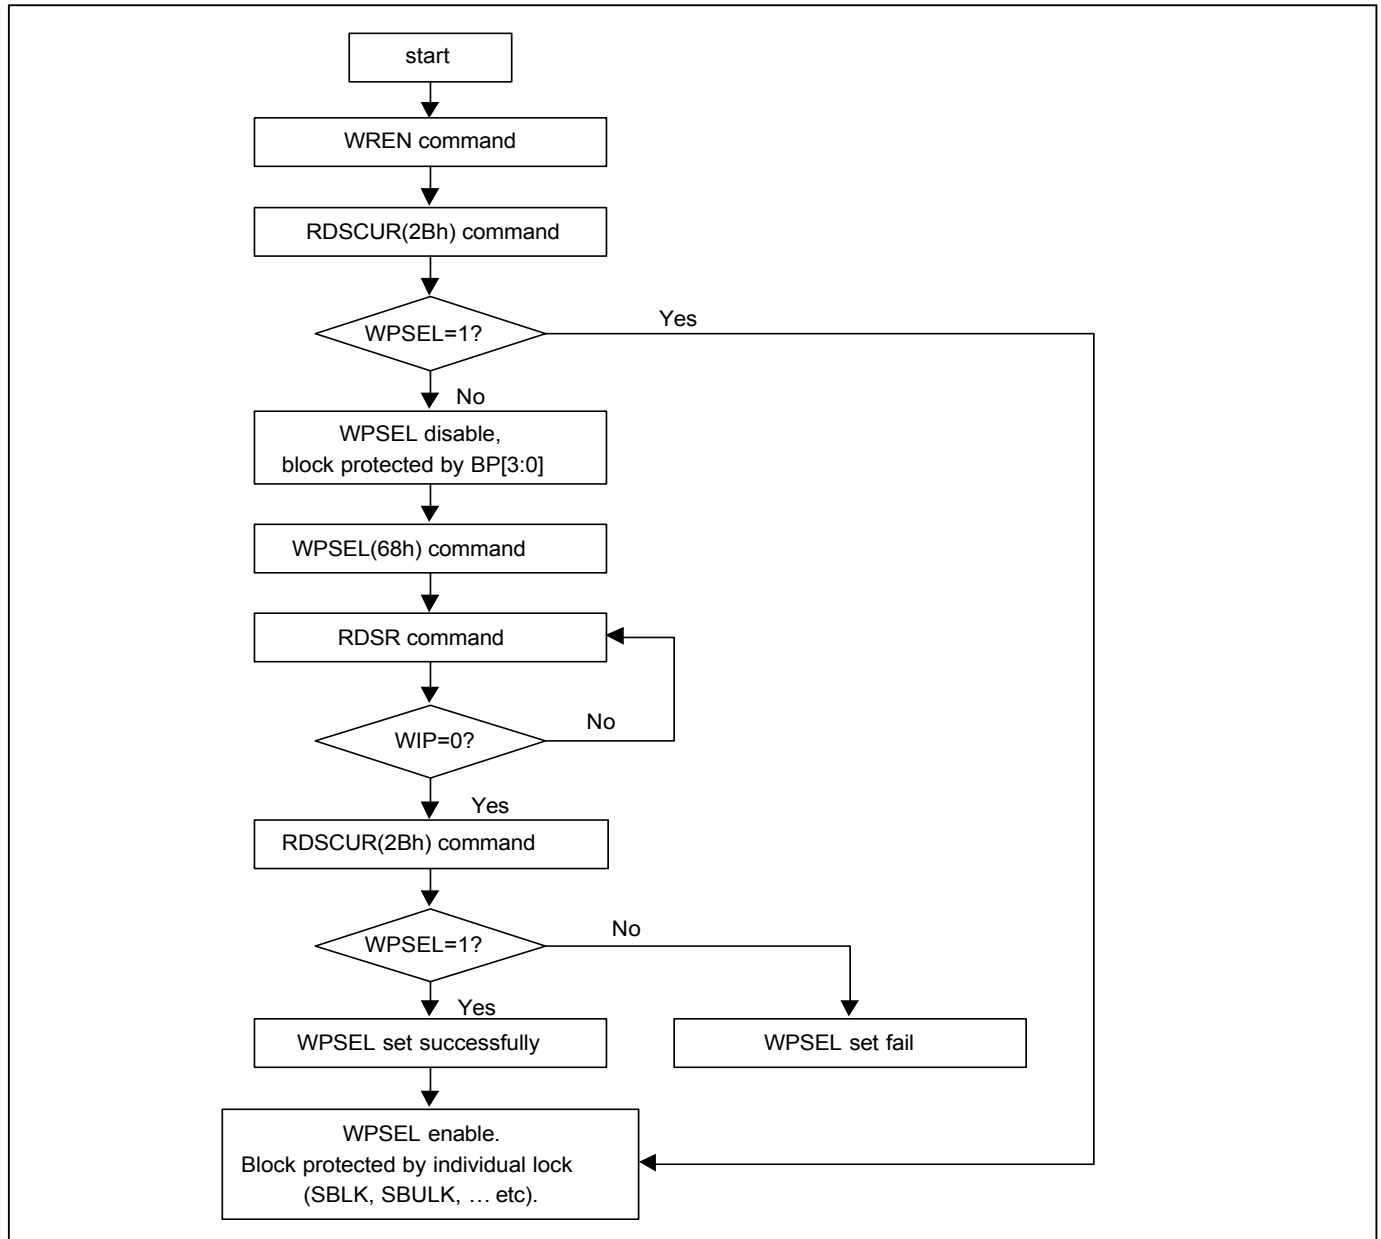 start
WREN command
RDSCUR(2Bh) command
WPSEL=1?
Yes
No
WPSEL disable,
block protected by BP[3:0]
WPSEL(68h) command
RDSR command
WIP=0?
No
Yes
RDSCUR(2Bh) command
WPSEL=1?
No
Yes
WPSEL set successfully
WPSEL set fail
WPSEL enable.
Block protected by individual lock
(SBLK, SBULK, … etc).